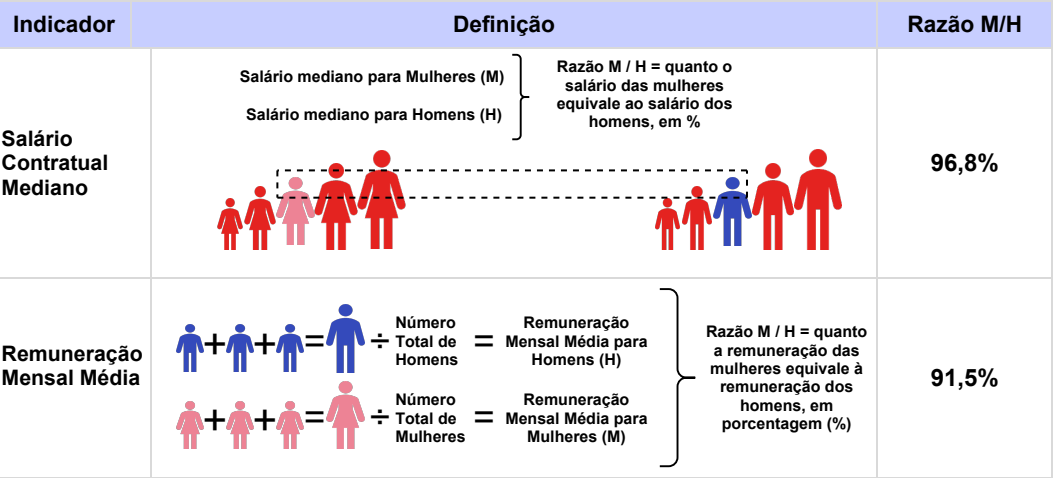 Indicador
Definição
Razão M/H
Salário
Contratual
Mediano
Salário mediano para Mulheres (M)
Salário mediano para Homens (H)
Razão M / H = quanto o
salário das mulheres
equivale ao salário dos
homens, em %
96,8%
Remuneração
Mensal Média
+ + = ÷
Número
Total de
Homens
=
Remuneração
Mensal Média para
Homens (H)
+ + = ÷
Número
Total de
Mulheres
=
Remuneração
Mensal Média para
Mulheres (M)
Razão M / H = quanto
a remuneração das
mulheres equivale à
remuneração dos
homens, em
porcentagem (%)
91,5%